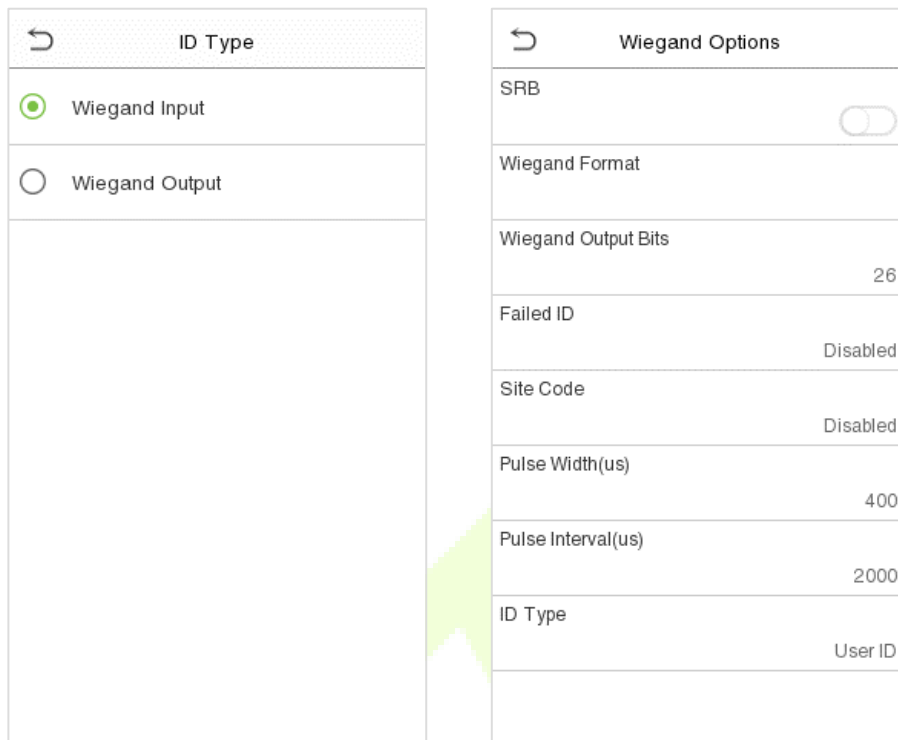 ID Type
Wiegand Input
Wiegand Output
Wiegand Options
SRB
Wiegand Format
Wiegand Output Bits
26
Failed ID
Disabled
Site Code
Disabled
Pulse Width(us)
400
Pulse Interval(us)
2000
ID Type
User ID